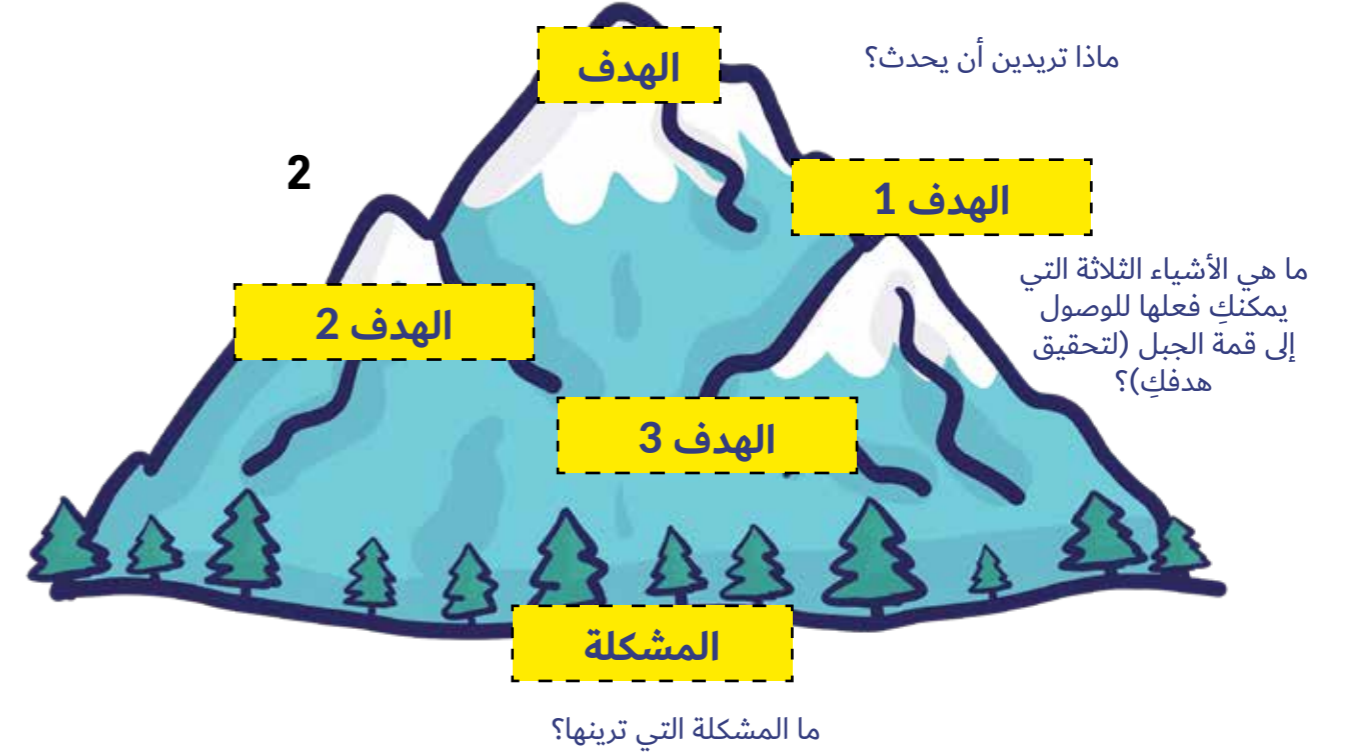 الهدف
ماذا تريدين أن يحدث؟
2
الهدف 1
ما هي الأشياء الثلاثة التي
يمكنكِ فعلها للوصول
إلى قمة الجبل (لتحقيق
هدفكِ)؟
الهدف 2
الهدف 3
المشكلة
ما المشكلة التي ترينها؟